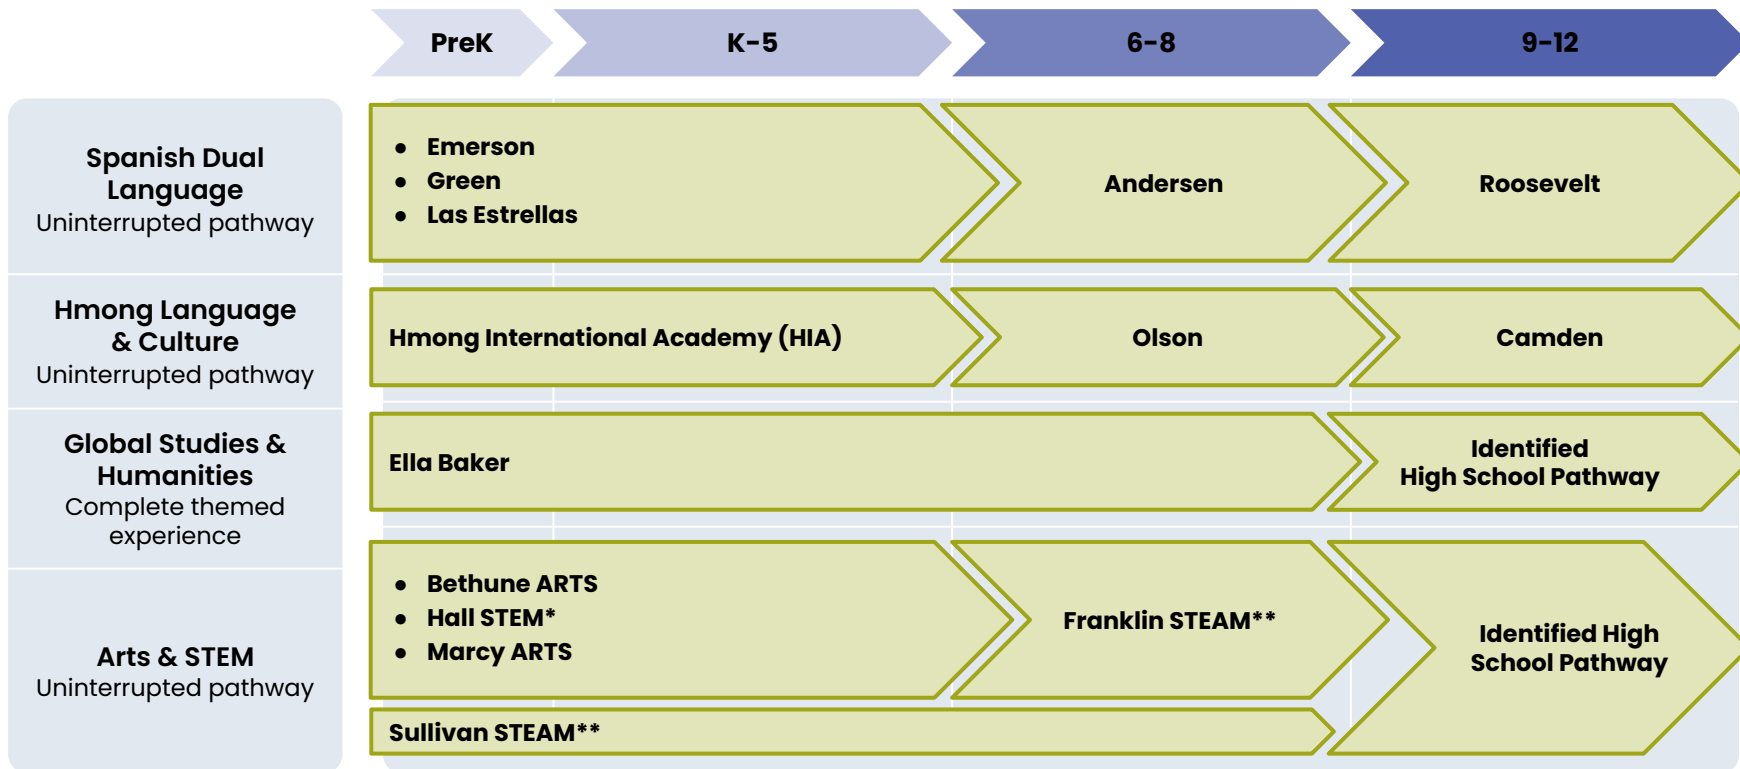 PreK
K-5
6-8
9-12
Spanish Dual
Language
Uninterrupted pathway
● Emerson
● Green
● Las Estrellas
Andersen
Roosevelt
Hmong Language
& Culture
Uninterrupted pathway
Hmong International Academy (HIA)
Olson
Camden
Global Studies &
Humanities
Complete themed
experience
Ella Baker
Identified
High School Pathway
Arts & STEM
Uninterrupted pathway
● Bethune ARTS
● Hall STEM*
● Marcy ARTS
Franklin STEAM**
Identified High
School Pathway
Sullivan STEAM**